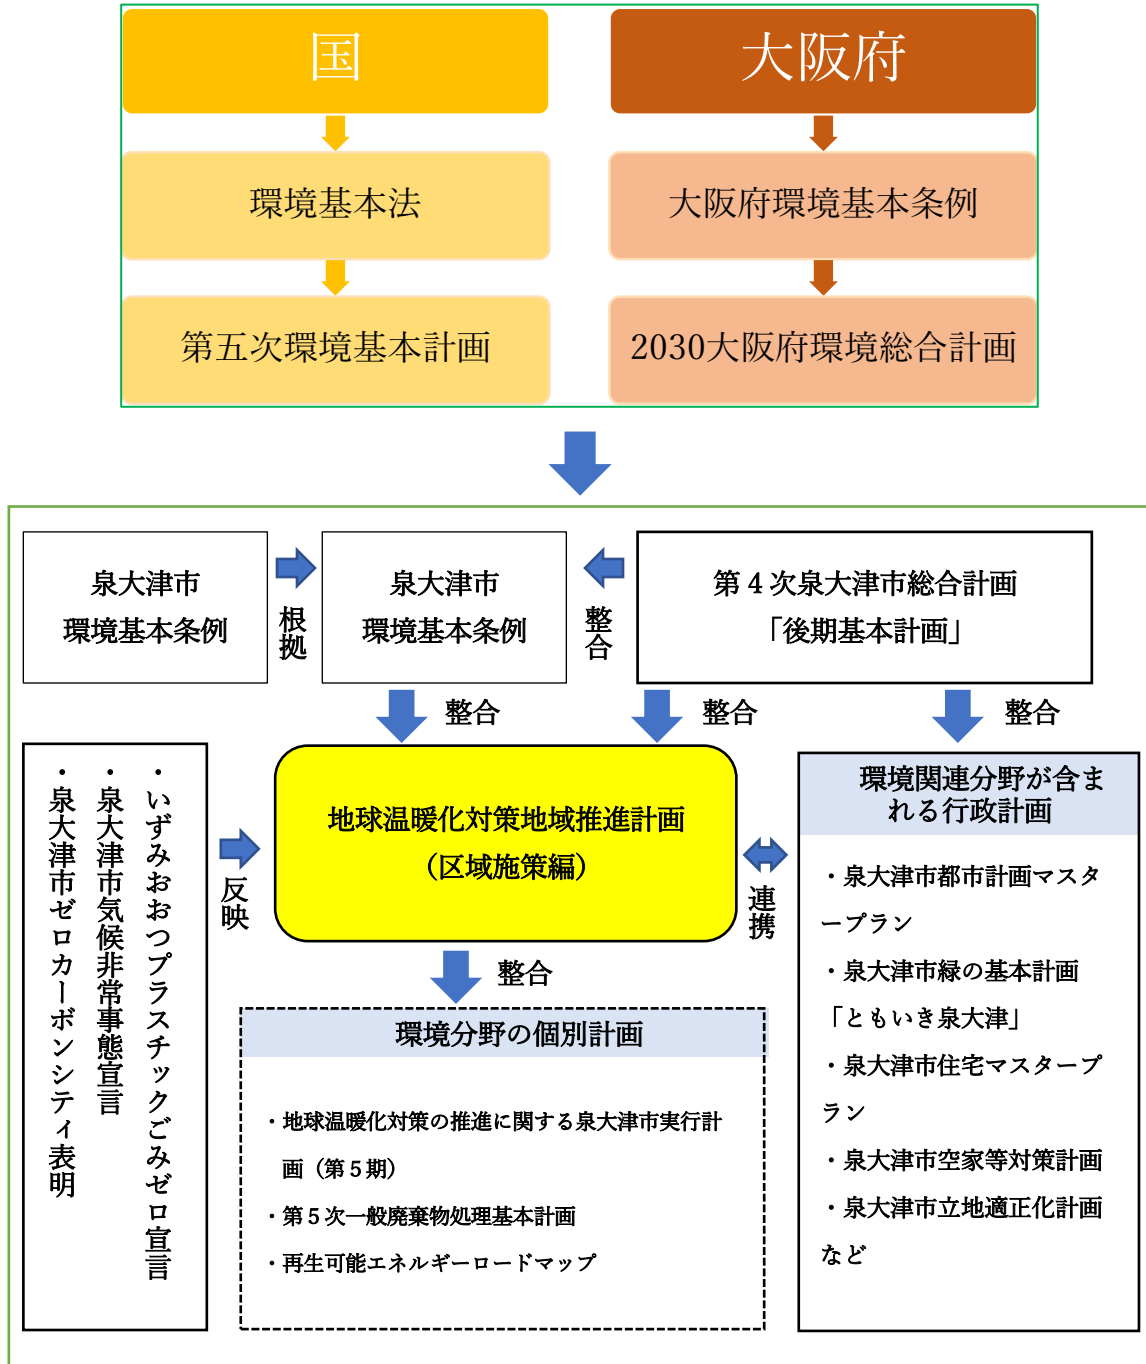 国
大阪府
環境基本法
大阪府環境基本条例
第五次環境基本計画
2030大阪府環境総合計画
泉大津市
環境基本条例
根拠
泉大津市
環境基本条例
整合
第4次泉大津市総合計画
「後期基本計画」
整合
整合
整合
・いずみおおつプラスチックごみゼロ宣言
・泉大津市気候非常事態宣言
・泉大津市ゼロカーボンシティ表明
反映
地球温暖化対策地域推進計画
（区域施策編）
連携
環境関連分野が含ま
れる行政計画
・泉大津市都市計画マスタ
ープラン
・泉大津市緑の基本計画
「ともいき泉大津」
・泉大津市住宅マスタープ
ラン
・泉大津市空家等対策計画
・泉大津市立地適正化計画
など
整合
環境分野の個別計画
・地球温暖化対策の推進に関する泉大津市実行計
画（第5期）
・第5次一般廃棄物処理基本計画
・再生可能エネルギーロードマップ